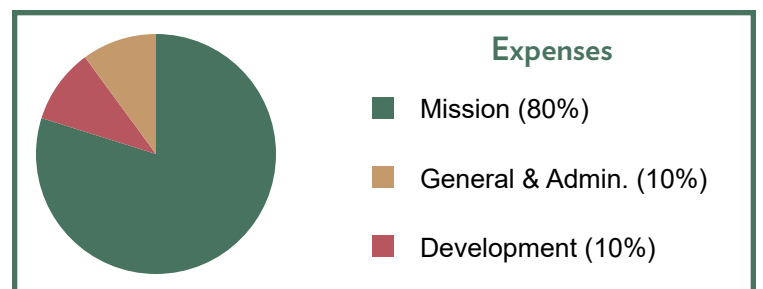 Expenses
Mission (80%)
General & Admin. (10%)
Development (10%)